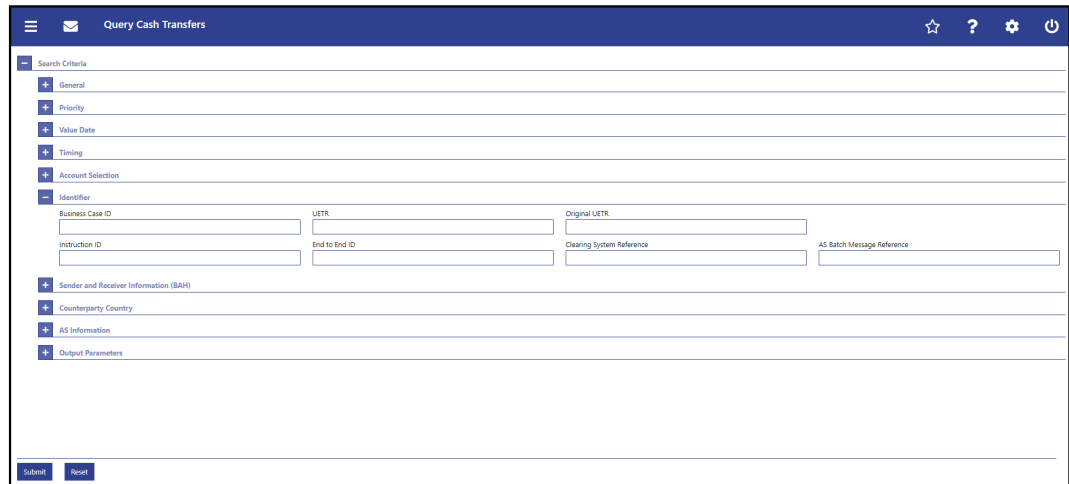 Query Cash Transfers
Search Criteria
General
Priority
Value Date
Timing
Account Selection
Identifier
Business Case ID UETR Original UETR
Instruction ID End to End ID Clearing System Reference AS Batch Message Reference
Sender and Receiver Information (BAH)
Counterparty Country
AS Information
Output Parameters
Submit Reset